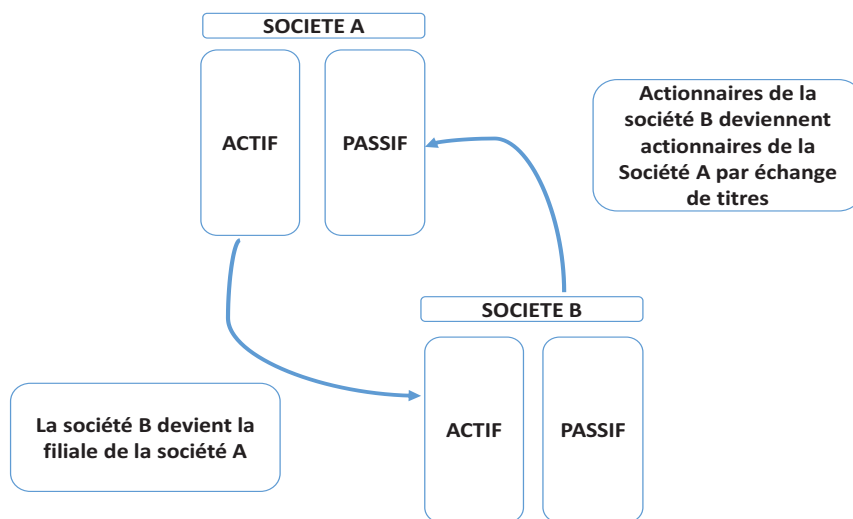 SOCIETE A
ACTIF
PASSIF
Actionnaires de la
société B deviennent
actionnaires de la
Société A par échange
de titres
SOCIETE B
La société B devient la
filiale de la société A
ACTIF
PASSIF